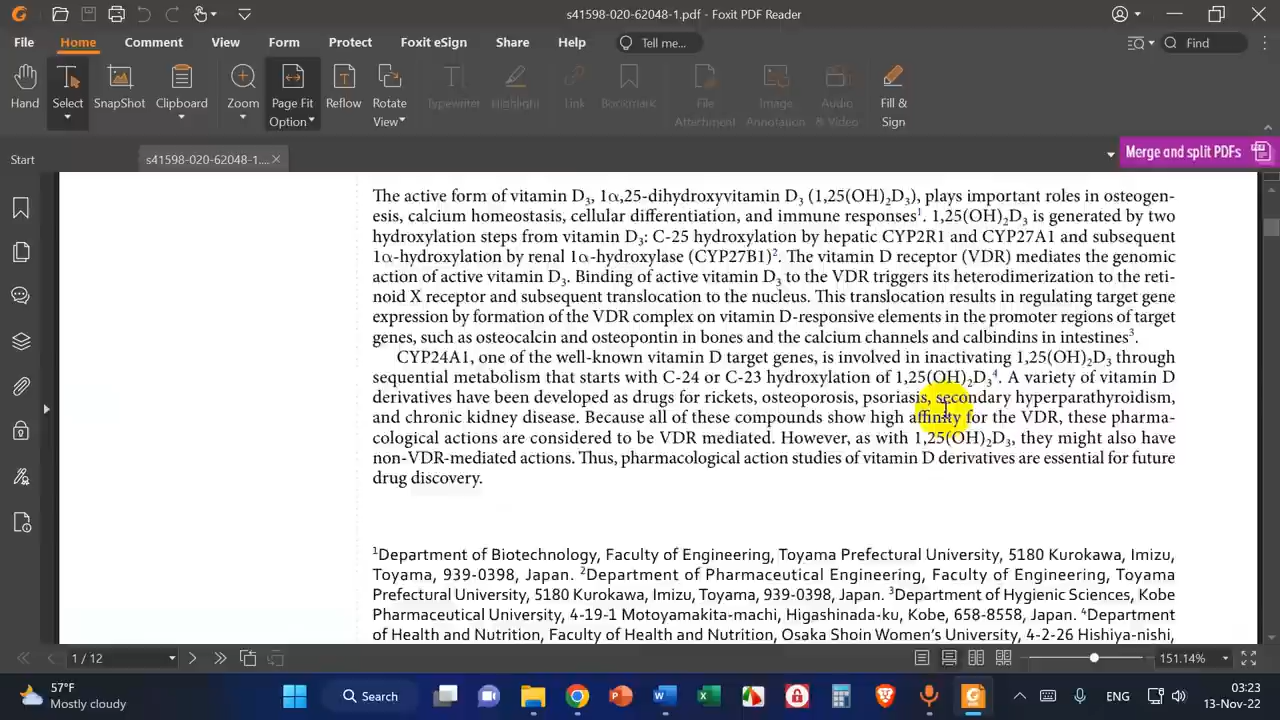 s41598-020-62048-1.pdf - Foxit PDF Reader
File Home Comment View Form Protect Foxit eSign Share Help Tell me... Find
Hand Select SnapShot Clipboard Zoom Page Fit Option Reflow Rotate View Typewriter Highlight Link Bookmark File Attachment Image Annotation Audio & Video Fill & Sign
Start s41598-020-62048-1.... Merge and split PDFs
The active form of vitamin D₃, 1α,25-dihydroxyvitamin D₃ (1,25(OH)₂D₃), plays important roles in osteogen-
esis, calcium homeostasis, cellular differentiation, and immune responses¹. 1,25(OH)₂D₃ is generated by two
hydroxylation steps from vitamin D₃: C-25 hydroxylation by hepatic CYP2R1 and CYP27A1 and subsequent
1α-hydroxylation by renal 1α-hydroxylase (CYP27B1)². The vitamin D receptor (VDR) mediates the genomic
action of active vitamin D₃. Binding of active vitamin D₃ to the VDR triggers its heterodimerization to the reti-
noid X receptor and subsequent translocation to the nucleus. This translocation results in regulating target gene
expression by formation of the VDR complex on vitamin D-responsive elements in the promoter regions of target
genes, such as osteocalcin and osteopontin in bones and the calcium channels and calbindins in intestines³.
CYP24A1, one of the well-known vitamin D target genes, is involved in inactivating 1,25(OH)₂D₃ through
sequential metabolism that starts with C-24 or C-23 hydroxylation of 1,25(OH)₂D₃⁴. A variety of vitamin D
derivatives have been developed as drugs for rickets, osteoporosis, psoriasis, secondary hyperparathyroidism,
and chronic kidney disease. Because all of these compounds show high affinity for the VDR, these pharma-
cological actions are considered to be VDR mediated. However, as with 1,25(OH)₂D₃, they might also have
non-VDR-mediated actions. Thus, pharmacological action studies of vitamin D derivatives are essential for future
drug discovery.
¹Department of Biotechnology, Faculty of Engineering, Toyama Prefectural University, 5180 Kurokawa, Imizu,
Toyama, 939-0398, Japan. ²Department of Pharmaceutical Engineering, Faculty of Engineering, Toyama
Prefectural University, 5180 Kurokawa, Imizu, Toyama, 939-0398, Japan. ³Department of Hygienic Sciences, Kobe
Pharmaceutical University, 4-19-1 Motoyamakita-machi, Higashinada-ku, Kobe, 658-8558, Japan. ⁴Department
of Health and Nutrition, Faculty of Health and Nutrition, Osaka Shoin Women's University, 4-2-26 Hishiya-nishi,
1 / 12 151.14%
57°F
Mostly cloudy
Search
ENG
03:23
13-Nov-22